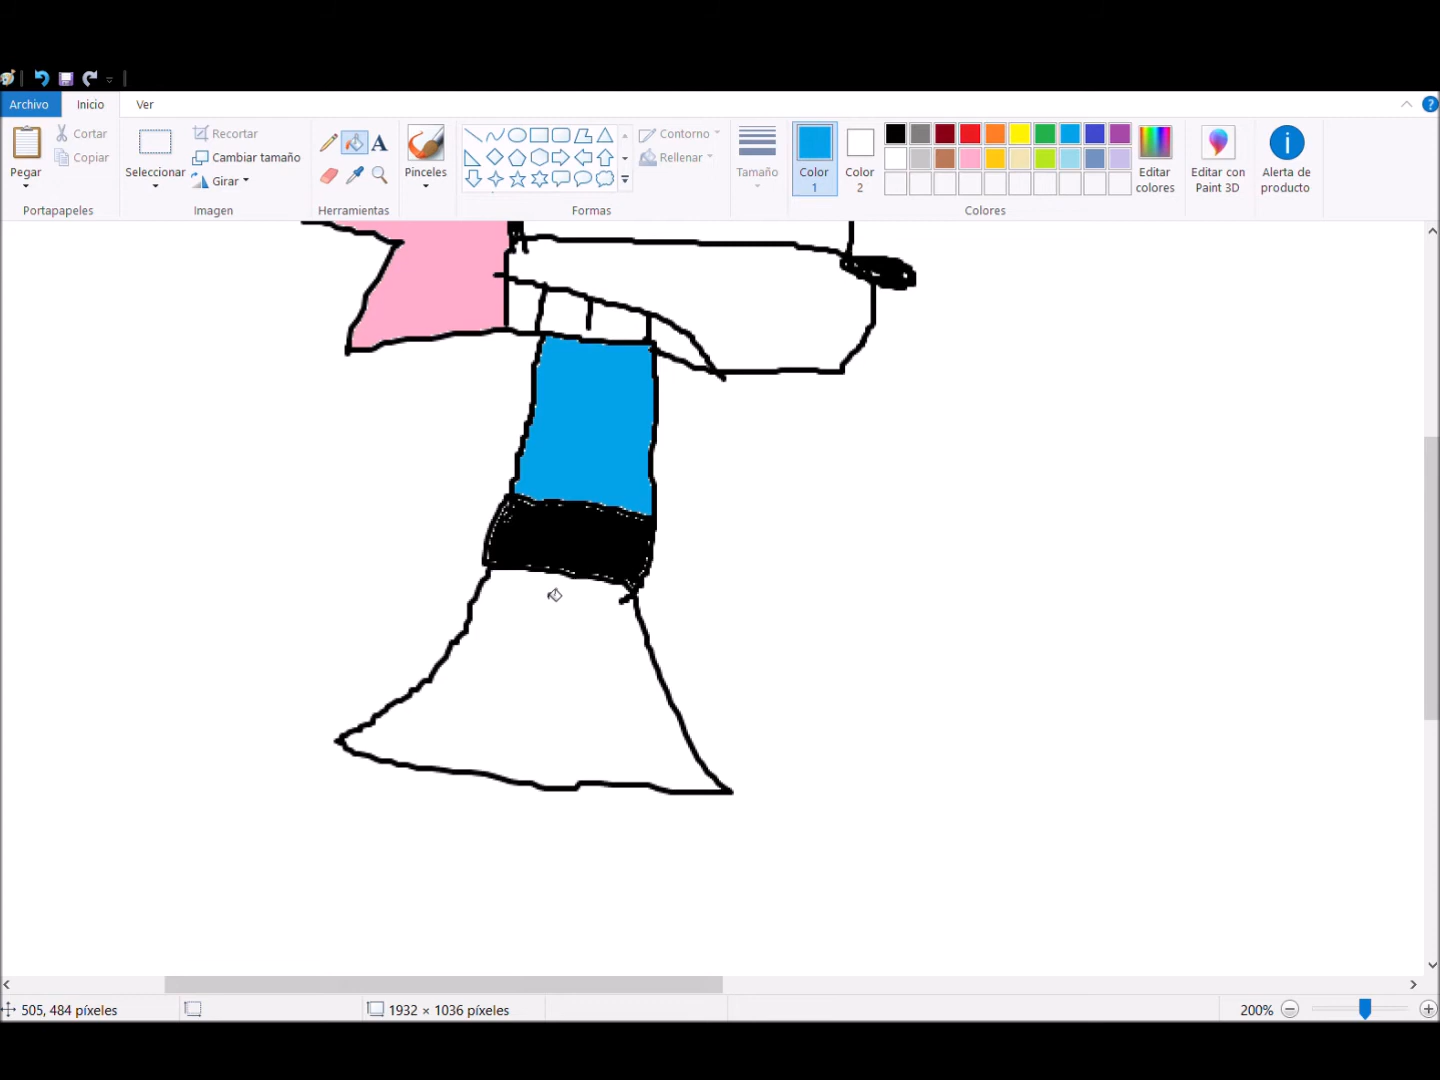 Archivo Inicio Ver
Pegar
Cortar
Copiar
Portapapeles
Seleccionar
Recortar
Cambiar tamaño
Girar
Imagen
A
Herramientas
Pinceles
Contorno
Rellenar
Formas
Tamaño
Color
1
Color
2
Editar
colores
Colores
Editar con
Paint 3D
Alerta de
producto
505, 484 píxeles
1932 × 1036 píxeles
200%